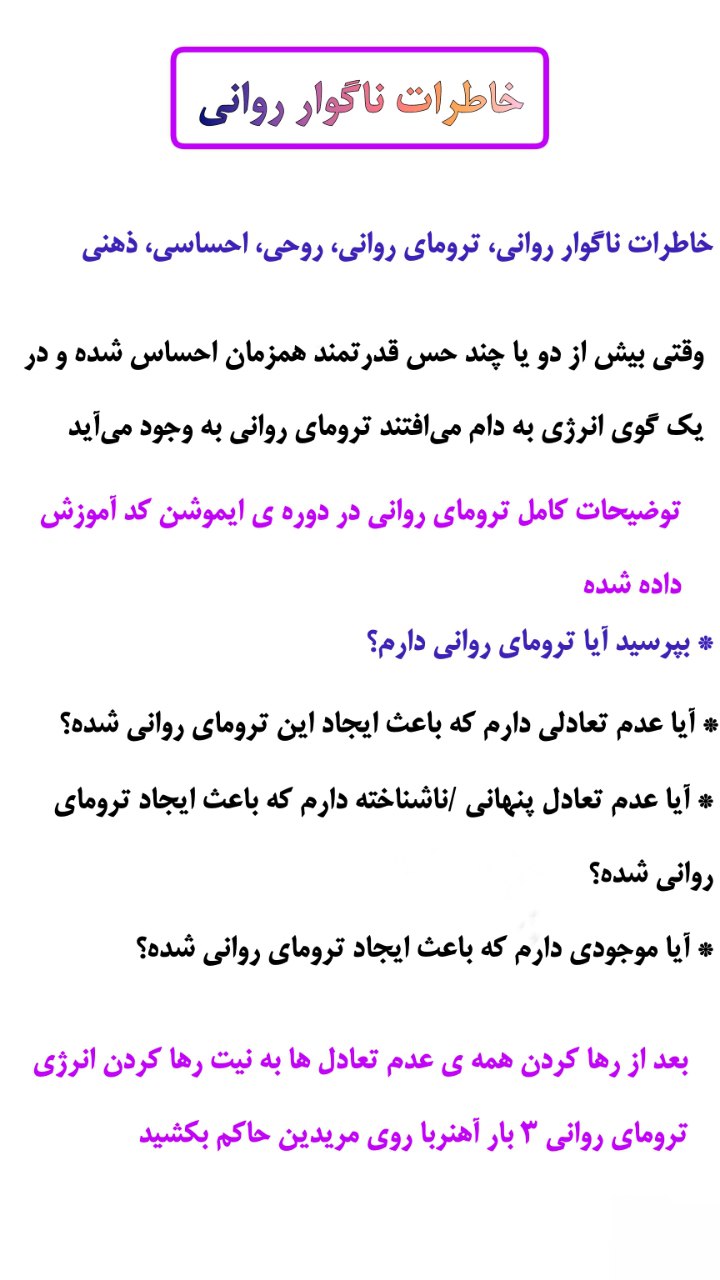 خاطرات ناگوار روانی
خاطرات ناگوار روانی، ترومای روانی، روحی، احساسی، ذهنی
وقتی بیش از دو یا چند حس قدرتمند همزمان احساس شده و در
یک گوی انرژی به دام می‌افتند ترومای روانی به وجود می‌آید
توضیحات کامل ترومای روانی در دوره ی ایموشن کد آموزش
داده شده
* بپرسید آیا ترومای روانی دارم؟
* آیا عدم تعادلی دارم که باعث ایجاد این ترومای روانی شده؟
* آیا عدم تعادل پنهانی /ناشناخته دارم که باعث ایجاد ترومای
روانی شده؟
* آیا موجودی دارم که باعث ایجاد ترومای روانی شده؟
بعد از رها کردن همه ی عدم تعادل ها به نیت رها کردن انرژی
ترومای روانی ۳ بار آهنربا روی مریدین حاکم بکشید